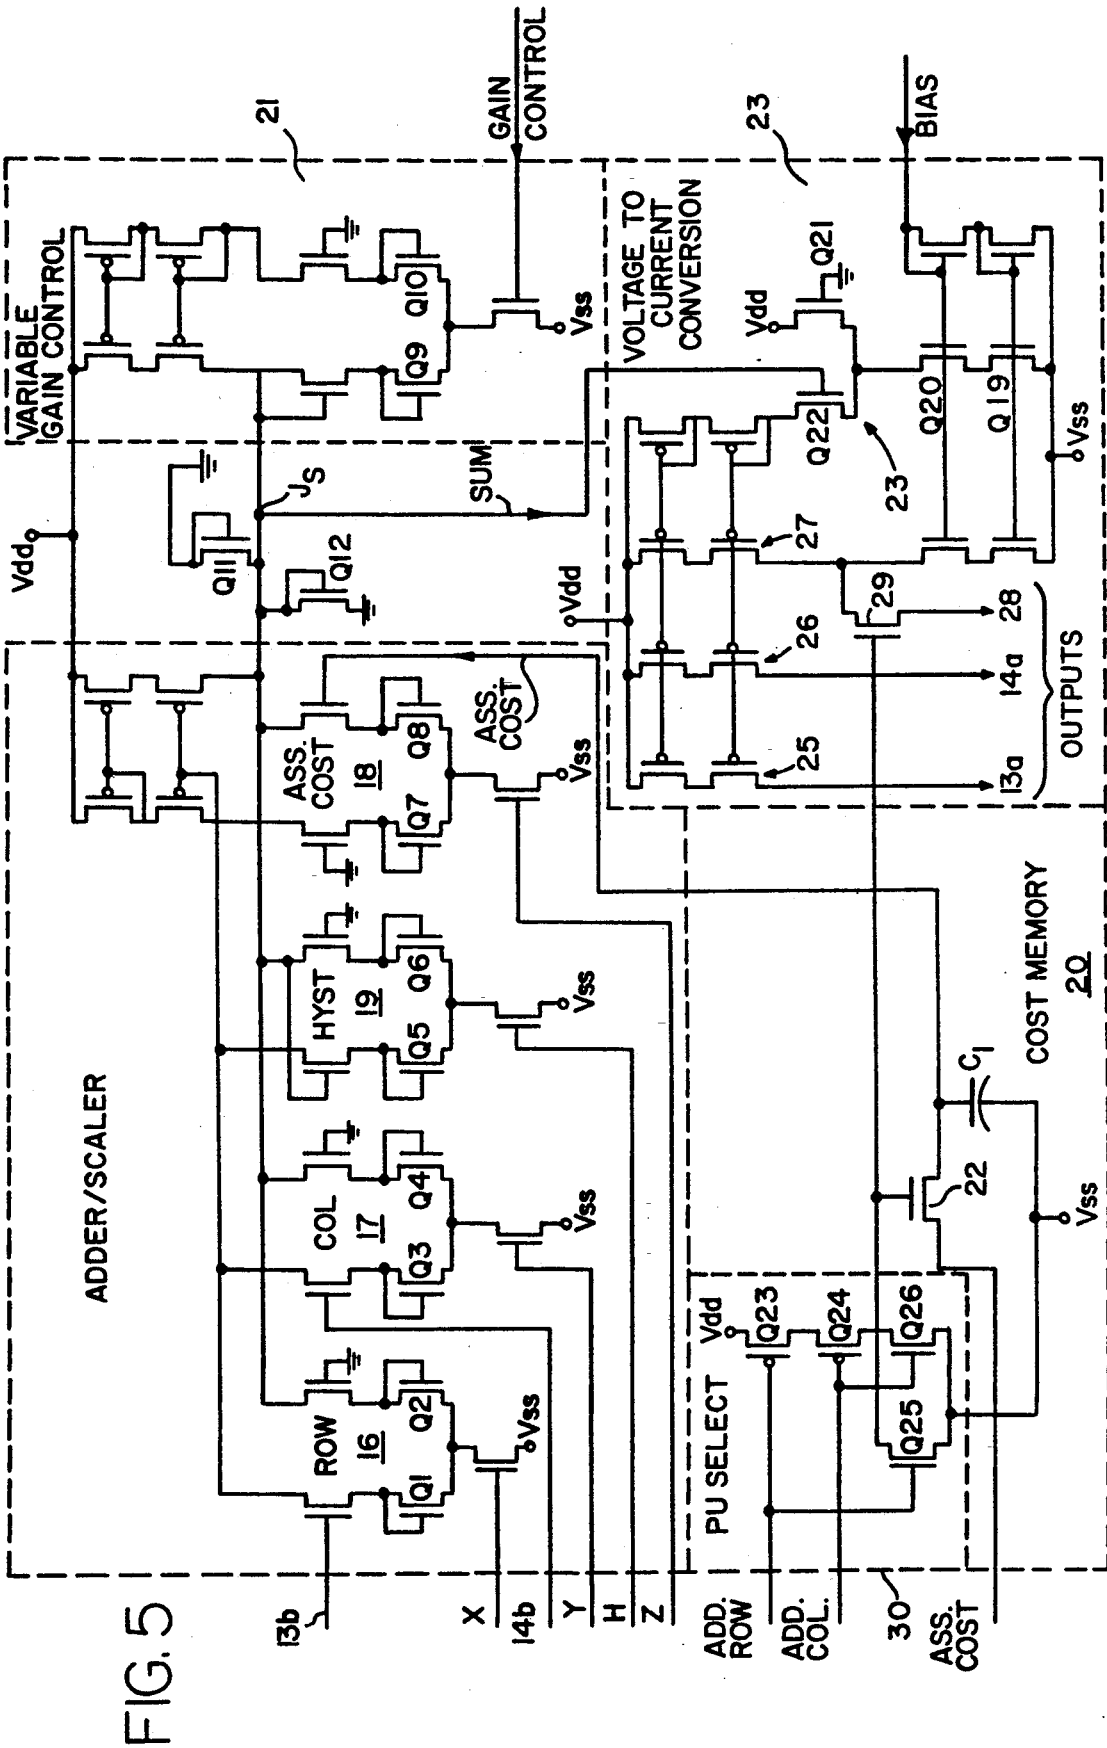 FIG. 5
ADDER/SCALER
Vdd
VARIABLE
GAIN CONTROL
21
GAIN
CONTROL
13b
X
14b
Y
H
Z
ROW
16
Q1
Q2
Vss
COL
17
Q3
Q4
Vss
HYST
19
Q5
Q6
Vss
ASS.
COST
18
Q7
Q8
Vss
ASS.
COST
Q11
Q12
JS
SUM
Q9
Q10
Vss
VOLTAGE TO
CURRENT
CONVERSION
23
BIAS
Vdd
Vdd
Q21
Q22
23
Q20
Q19
Vss
25
26
27
29
13a
14a
28
OUTPUTS
PU SELECT
Vdd
Q23
Q24
Q25
Q26
ADD.
ROW
ADD.
COL.
30
ASS.
COST
22
C1
Vss
COST MEMORY
20